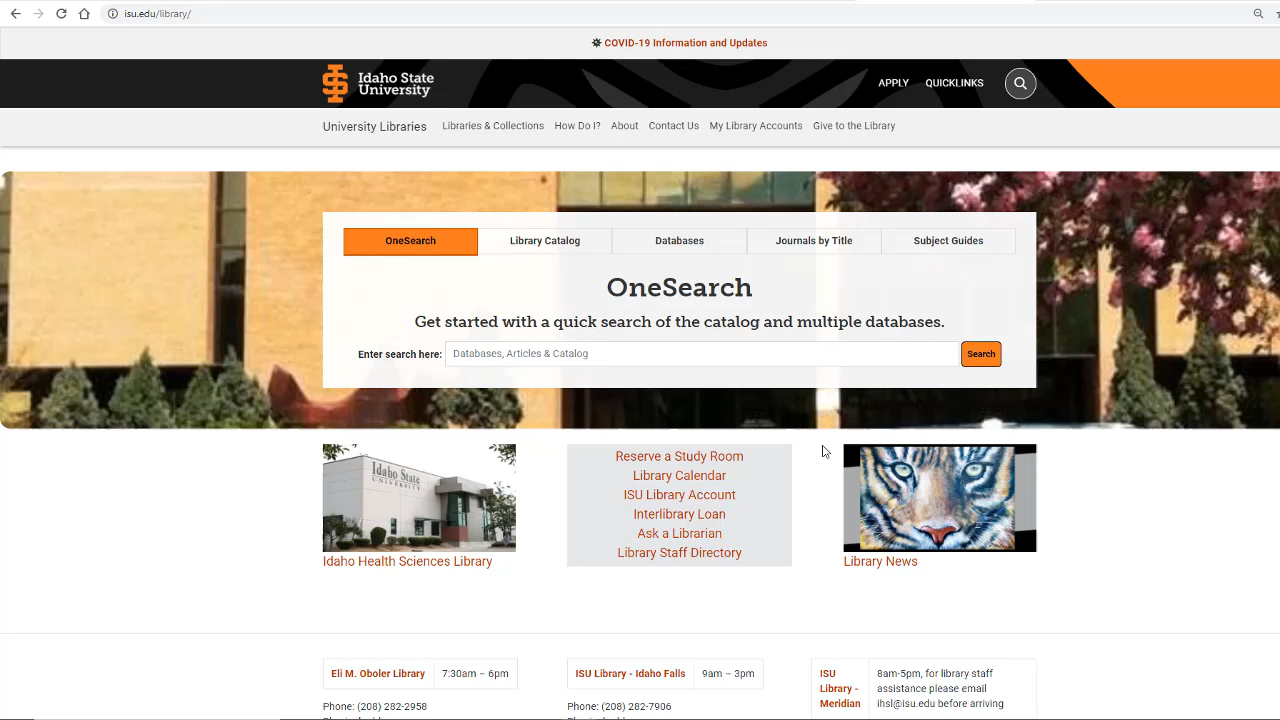 isu.edu/library/
COVID-19 Information and Updates
Idaho State
University
APPLY
QUICKLINKS
University Libraries
Libraries & Collections
How Do I?
About
Contact Us
My Library Accounts
Give to the Library
OneSearch
Library Catalog
Databases
Journals by Title
Subject Guides
OneSearch
Get started with a quick search of the catalog and multiple databases.
Enter search here:
Databases, Articles & Catalog
Search
Idaho State
UNIVERSITY
Idaho Health Sciences Library
Reserve a Study Room
Library Calendar
ISU Library Account
Interlibrary Loan
Ask a Librarian
Library Staff Directory
Library News
Eli M. Oboler Library
7:30am – 6pm
Phone: (208) 282-2958
ISU Library - Idaho Falls
9am – 3pm
Phone: (208) 282-7906
ISU
Library -
Meridian
8am-5pm, for library staff
assistance please email
ihsl@isu.edu before arriving